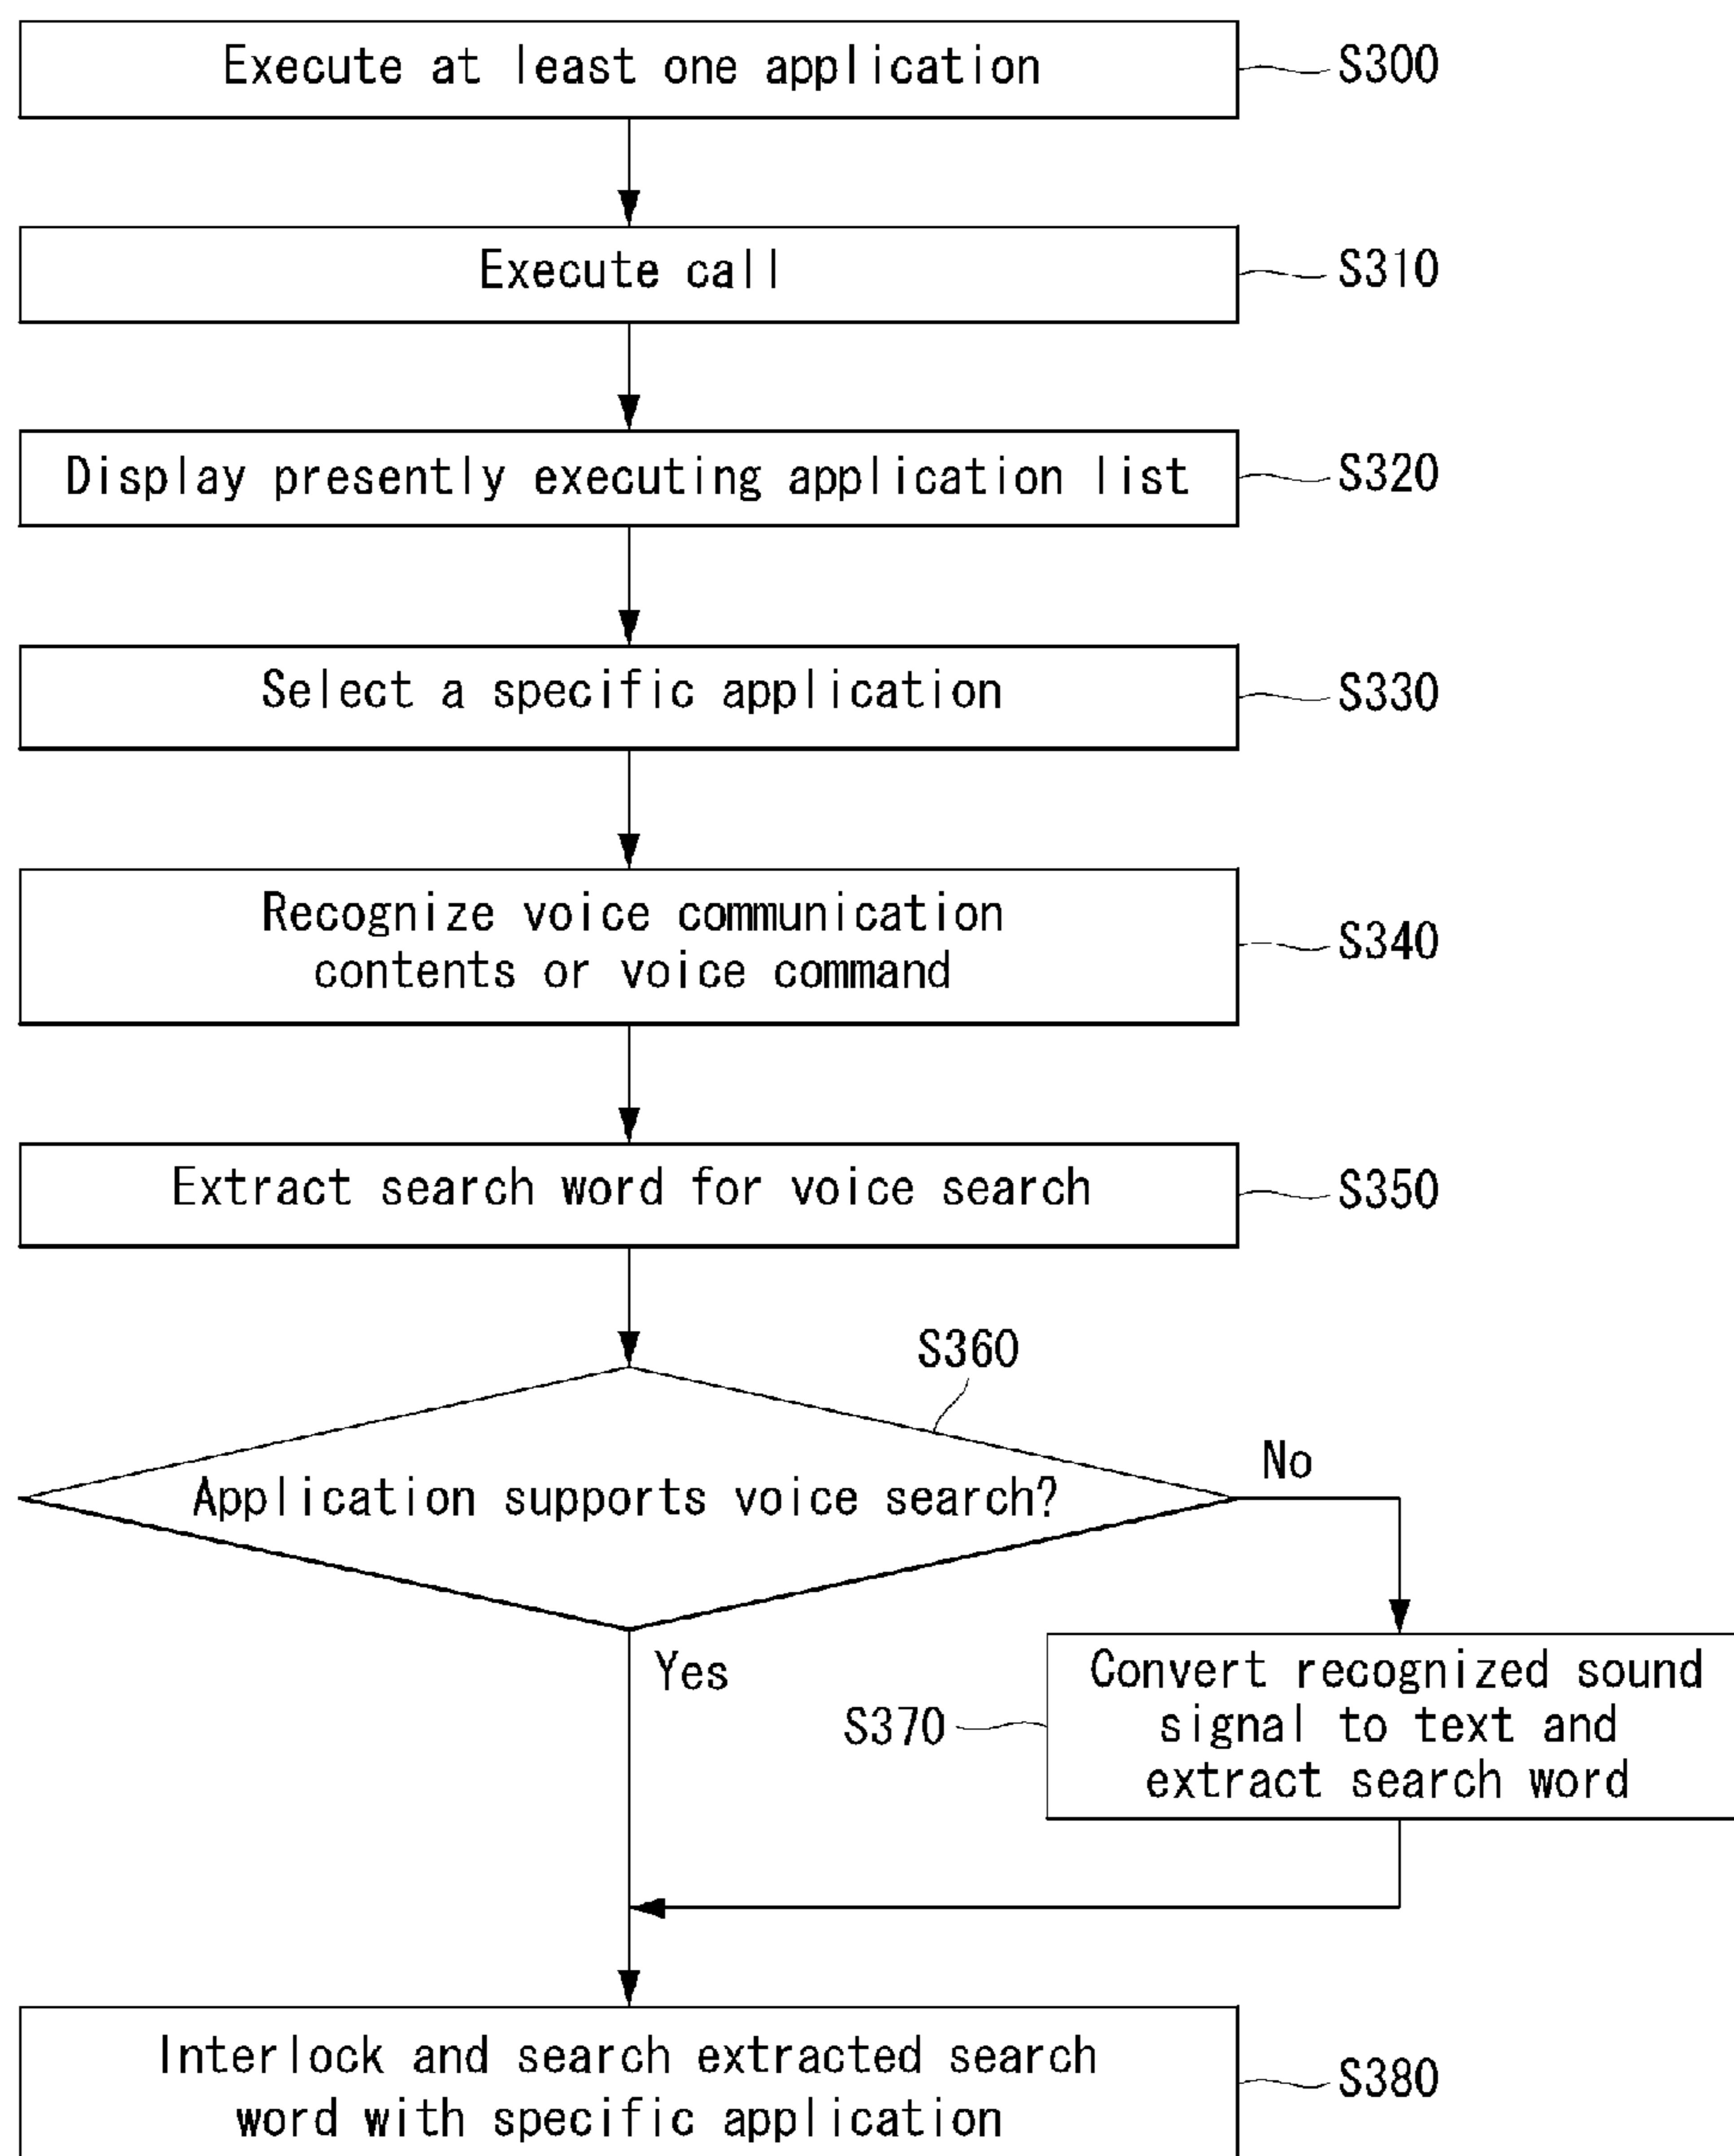 Execute at least one application
S300
Execute call
S310
Display presently executing application list
S320
Select a specific application
S330
Recognize voice communication
contents or voice command
S340
Extract search word for voice search
S350
S360
Application supports voice search?
No
Yes
Convert recognized sound
signal to text and
extract search word
S370
Interlock and search extracted search
word with specific application
S380